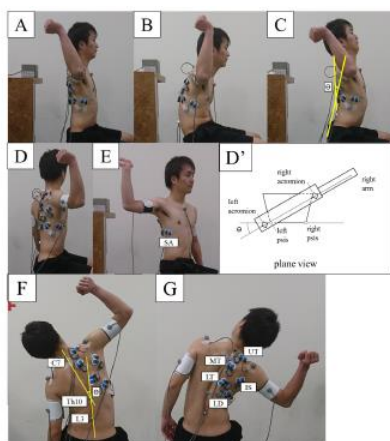 A
B
C
Θ
D
E
SA
D'
right
acromion
right
arm
left
acromion
Θ
left
psis
right
psis
plane view
F
C7
Θ
Th10
L1
G
UT
MT
LT
IS
LD